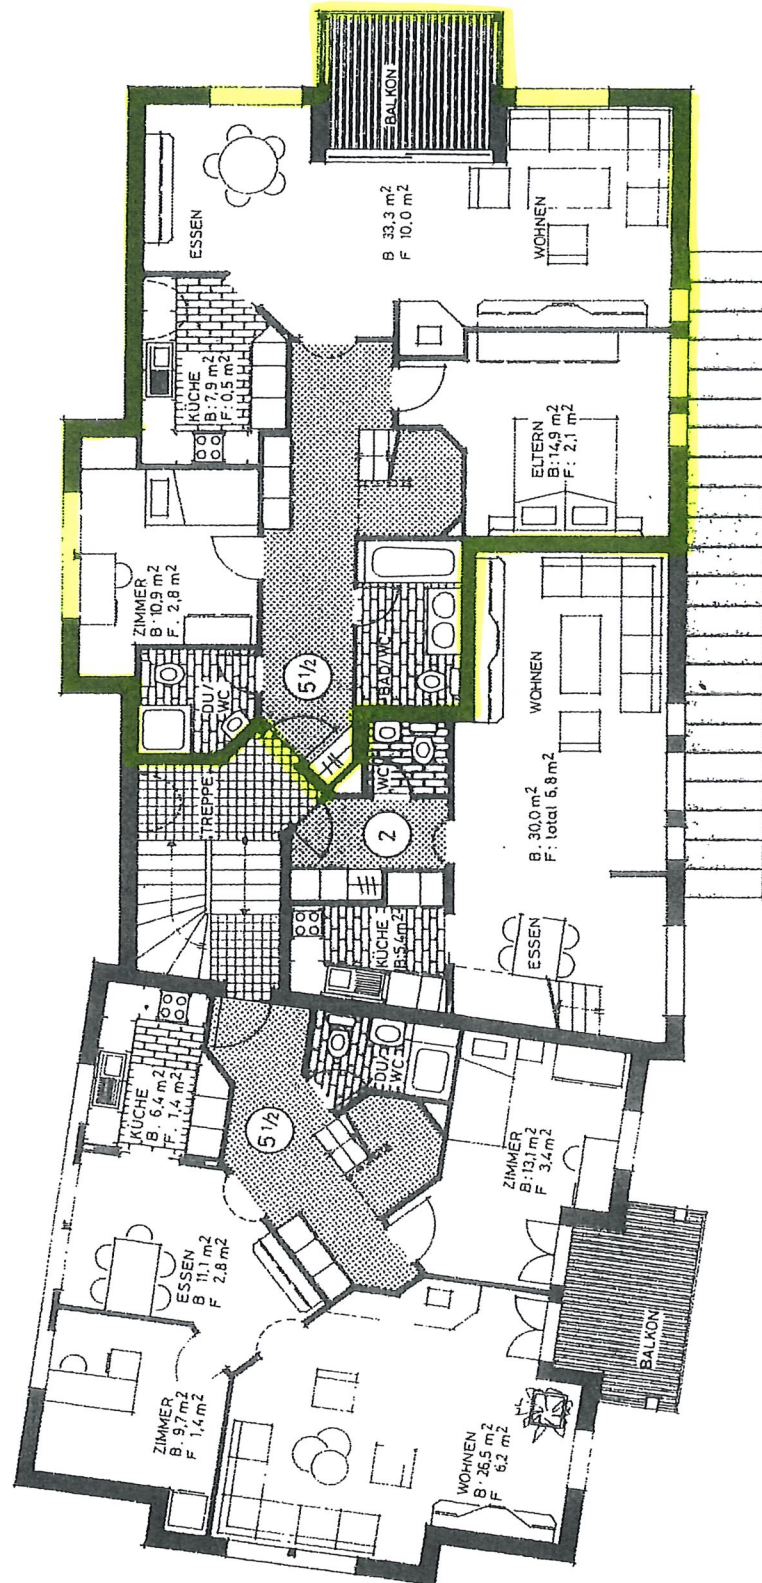 BALKON
ESSEN
B 33,3 m2
F 10,0 m2
WOHNEN
KÜCHE
B: 7,9 m2
F: 0,5 m2
ELTERN
B: 14,9 m2
F: 2,1 m2
ZIMMER
B: 10,9 m2
F. 2,8 m2
DU/
WC
5 1/2
BAD/WC
TREPPE
WC
2
WOHNEN
B. 30,0 m2
F: total 6,8 m2
KÜCHE
B: 5,4 m2
ESSEN
KÜCHE
B. 6,4 m2
F. 1,4 m2
5 1/2
DU/
WC
ZIMMER
B: 13,1 m2
F 3,4 m2
ESSEN
B 11,1 m2
F 2,8 m2
ZIMMER
B. 9,7 m2
F 1,4 m2
WOHNEN
B: 26,5 m2
F 6,2 m2
BALKON